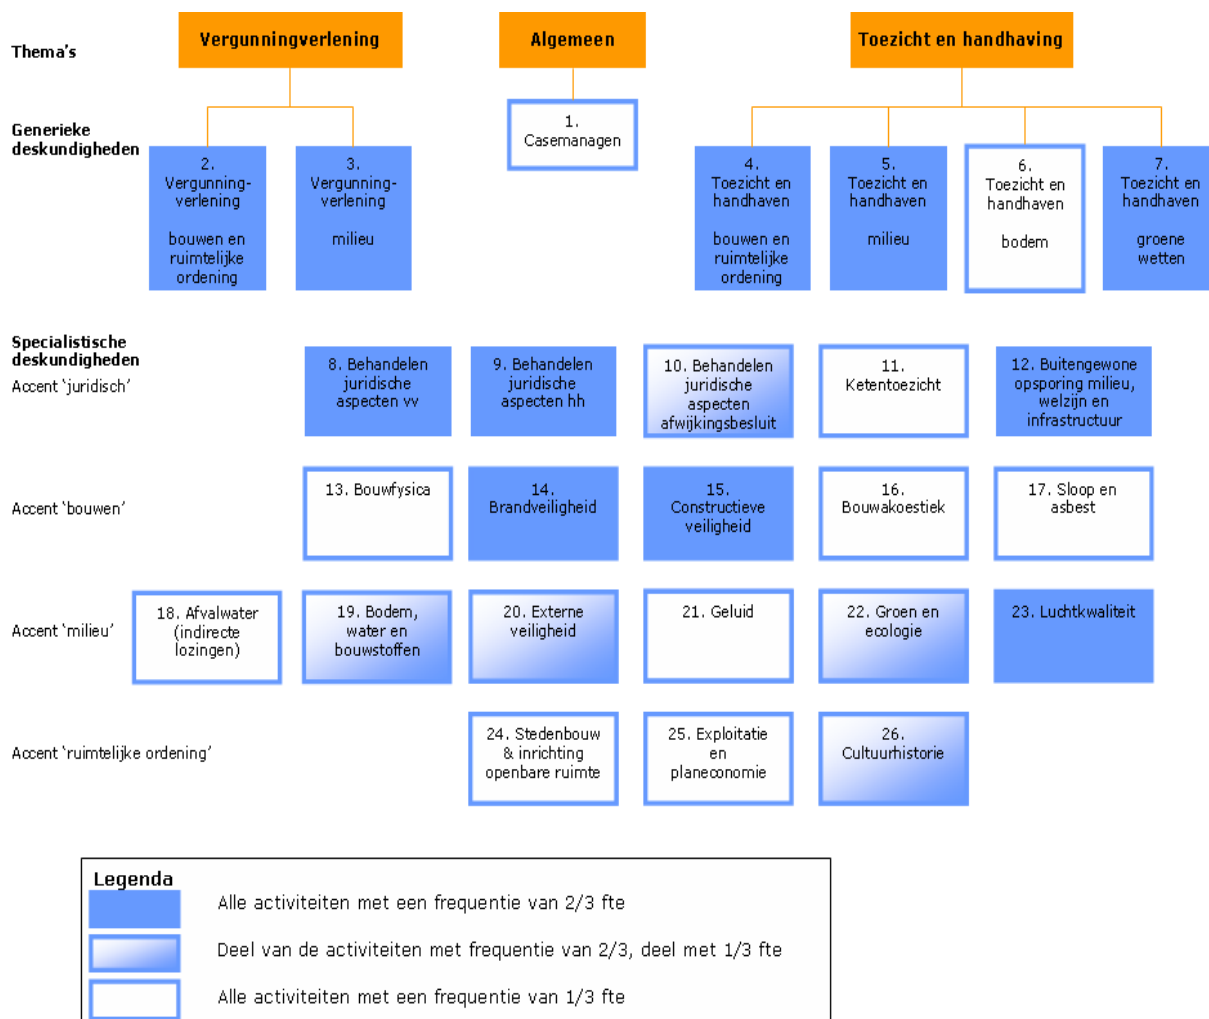 Thema's
Vergunningverlening
Algemeen
Toezicht en handhaving
Generieke
deskundigheden
1.
Casemanagen
2.
Vergunning-
verlening
bouwen en
ruimtelijke
ordening
3.
Vergunning-
verlening
milieu
4.
Toezicht en
handhaven
bouwen en
ruimtelijke
ordening
5.
Toezicht en
handhaven
milieu
6.
Toezicht en
handhaven
bodem
7.
Toezicht en
handhaven
groene
wetten
Specialistische
deskundigheden
Accent 'juridisch'
8. Behandelen
juridische
aspecten vv
9. Behandelen
juridische
aspecten hh
10. Behandelen
juridische
aspecten
afwijkingsbesluit
11.
Ketentoezicht
12. Buitengewone
opsporing milieu,
welzijn en
infrastructuur
Accent 'bouwen'
13. Bouwfysica
14.
Brandveiligheid
15.
Constructieve
veiligheid
16.
Bouwakoestiek
17. Sloop en
asbest
Accent 'milieu'
18. Afvalwater
(indirecte
lozingen)
19. Bodem,
water en
bouwstoffen
20. Externe
veiligheid
21. Geluid
22. Groen en
ecologie
23. Luchtkwaliteit
Accent 'ruimtelijke ordening'
24. Stedenbouw
& inrichting
openbare ruimte
25. Exploitatie
en
planeconomie
26.
Cultuurhistorie
Legenda
Alle activiteiten met een frequentie van 2/3 fte
Deel van de activiteiten met frequentie van 2/3, deel met 1/3 fte
Alle activiteiten met een frequentie van 1/3 fte